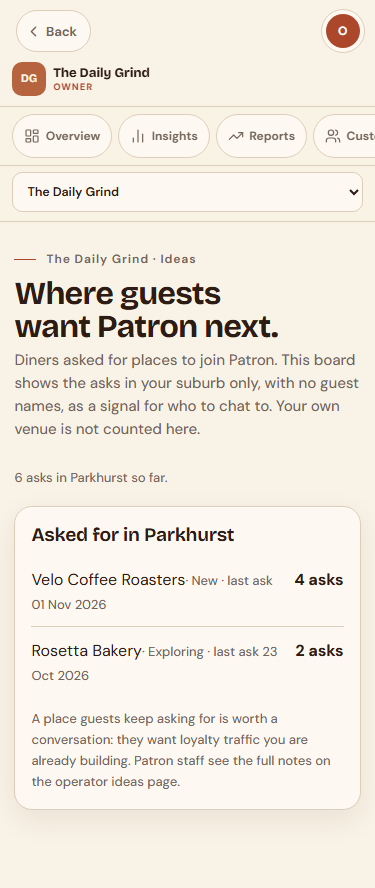 Back
O
DG
The Daily Grind
OWNER
Overview
Insights
Reports
Custo
The Daily Grind
The Daily Grind · Ideas
Where guests
want Patron next.
Diners asked for places to join Patron. This board
shows the asks in your suburb only, with no guest
names, as a signal for who to chat to. Your own
venue is not counted here.
6 asks in Parkhurst so far.
Asked for in Parkhurst
Velo Coffee Roasters· New · last ask
01 Nov 2026
4 asks
Rosetta Bakery· Exploring · last ask 23
Oct 2026
2 asks
A place guests keep asking for is worth a
conversation: they want loyalty traffic you are
already building. Patron staff see the full notes on
the operator ideas page.